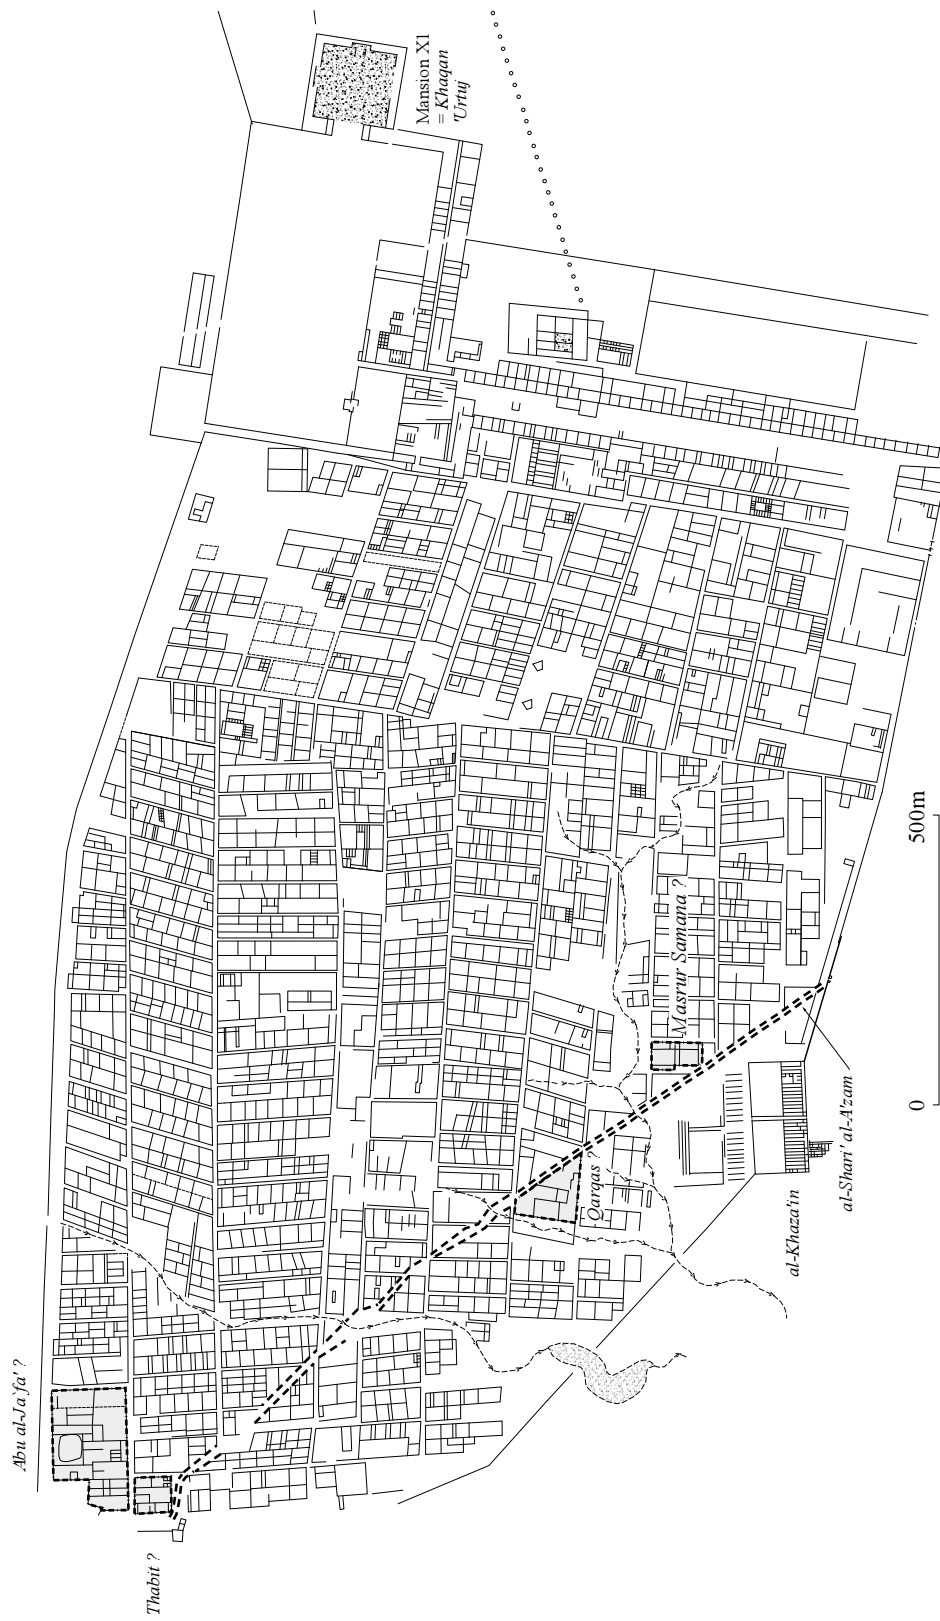 Mansion X1
= Khaqan
'Urtuj
Masrur Samana ?
500m
0
al-Shari' al-A'zam
al-Khaza'in
Qarqas ?
Abu al-Ja'fa' ?
Thabit ?